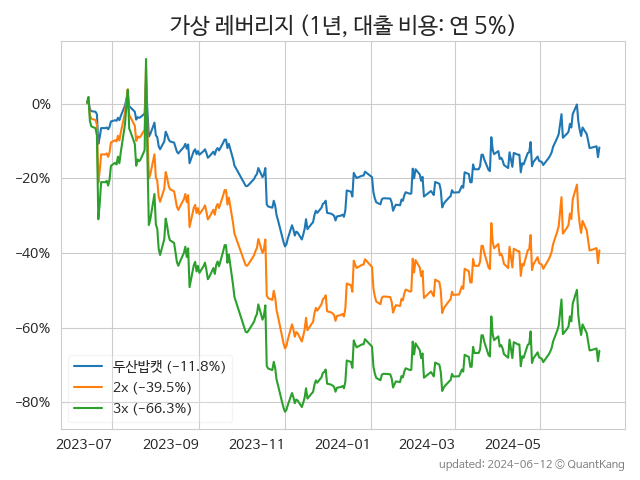 가상 레버리지 (1년, 대출 비용: 연 5%)
0%
−20%
−40%
−60%
−80%
두산밥캣 (−11.8%)
2x (−39.5%)
3x (−66.3%)
2023-07 2023-09 2023-11 2024-01 2024-03 2024-05
updated: 2024-06-12 © QuantKang